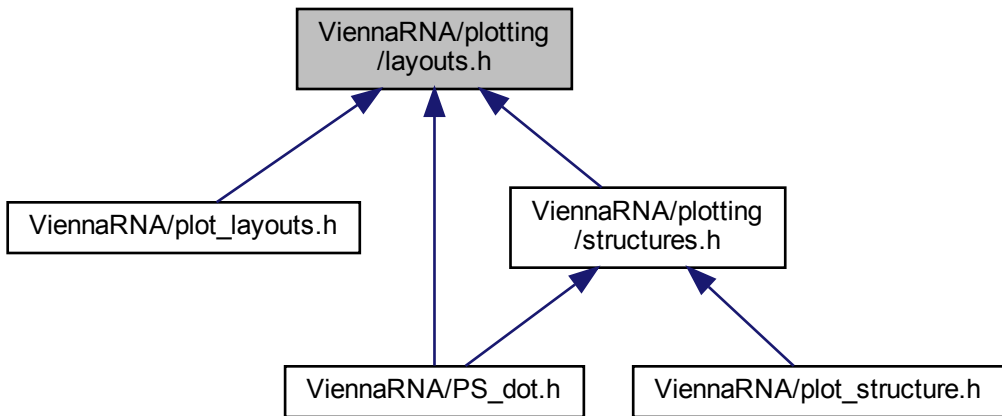 ViennaRNA/plotting
/layouts.h
ViennaRNA/plot_layouts.h
ViennaRNA/plotting
/structures.h
ViennaRNA/PS_dot.h
ViennaRNA/plot_structure.h